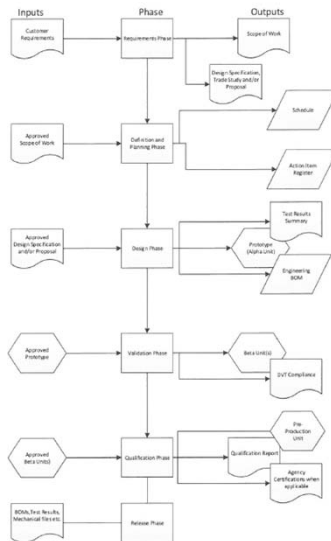 Inputs
Phase
Outputs
Customer
Requirements
Requirements Phase
Scope of Work
Design Specification,
Trade Study and/or
Proposal
Approved
Scope of Work
Definition and
Planning Phase
Schedule
Action Item
Register
Approved
Design Specification
and/or Proposal
Design Phase
Test Results
Summary
Prototype
(Alpha Unit)
Engineering
BOM
Approved
Prototype
Validation Phase
Beta Unit(s)
DVT Compliance
Approved
Beta Unit(s)
Qualification Phase
Pre-
Production
Unit
Qualification Report
Agency
Certifications when
applicable
BOMs, Test Results,
Mechanical files etc.
Release Phase